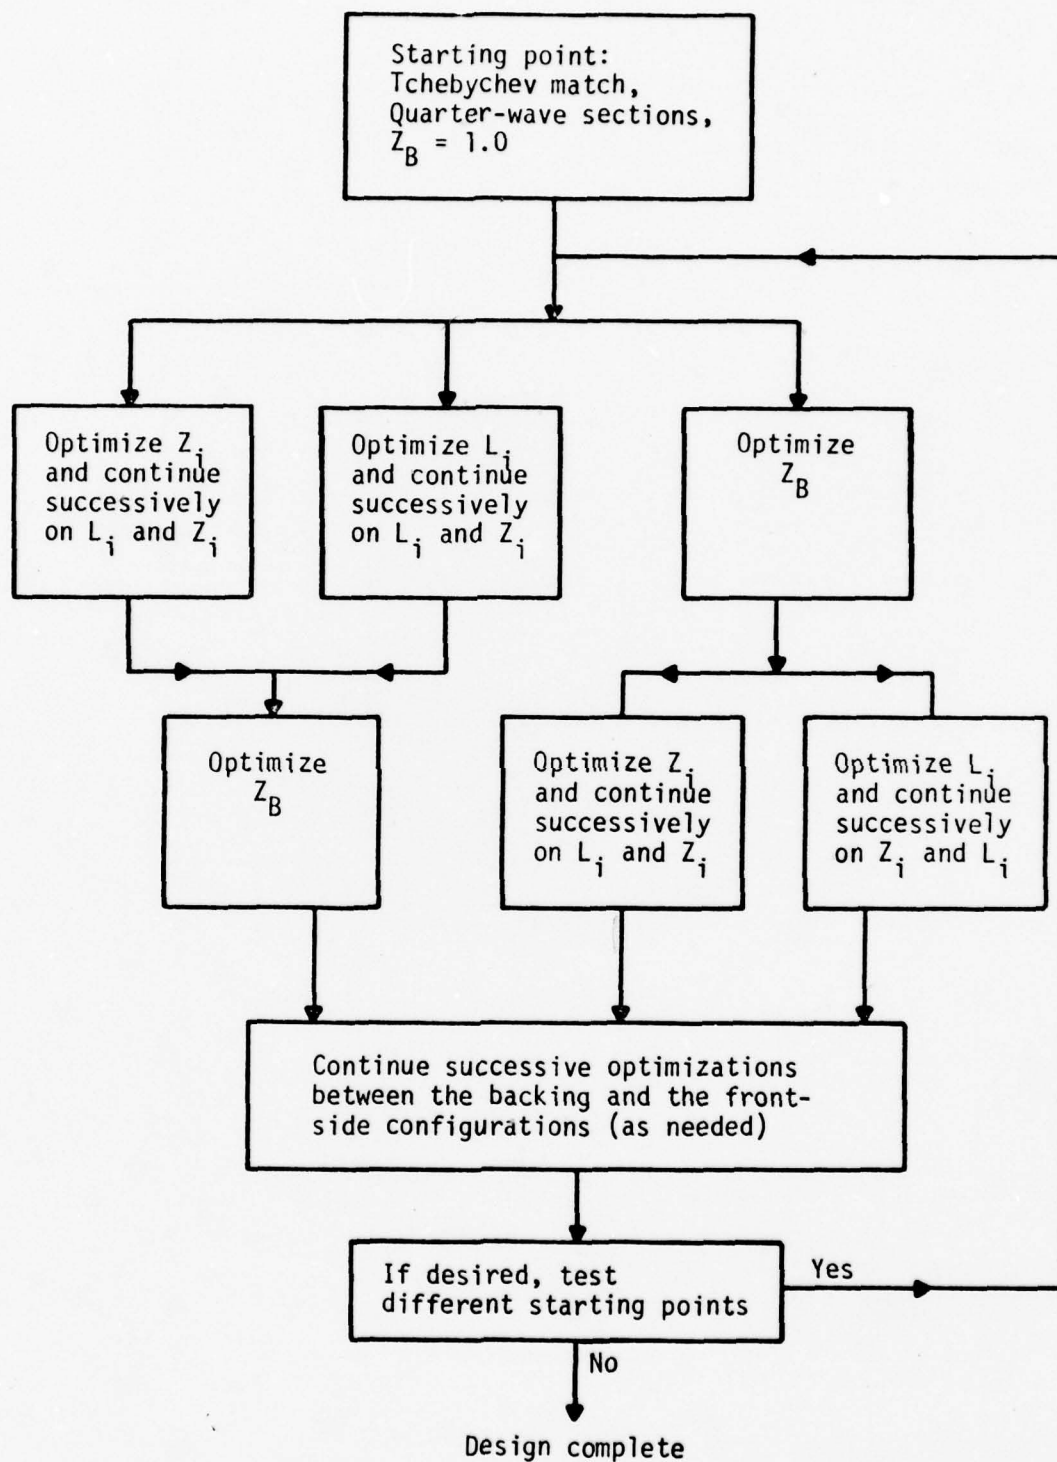 Starting point:
Tchebychev match,
Quarter-wave sections,
Z_B = 1.0
Optimize Z_i
and continue
successively
on L_i and Z_i
Optimize L_i
and continue
successively
on L_i and Z_i
Optimize
Z_B
Optimize
Z_B
Optimize Z_i
and continue
successively
on L_i and Z_i
Optimize L_i
and continue
successively
on Z_i and L_i
Continue successive optimizations
between the backing and the front-
side configurations (as needed)
If desired, test
different starting points
Yes
No
Design complete